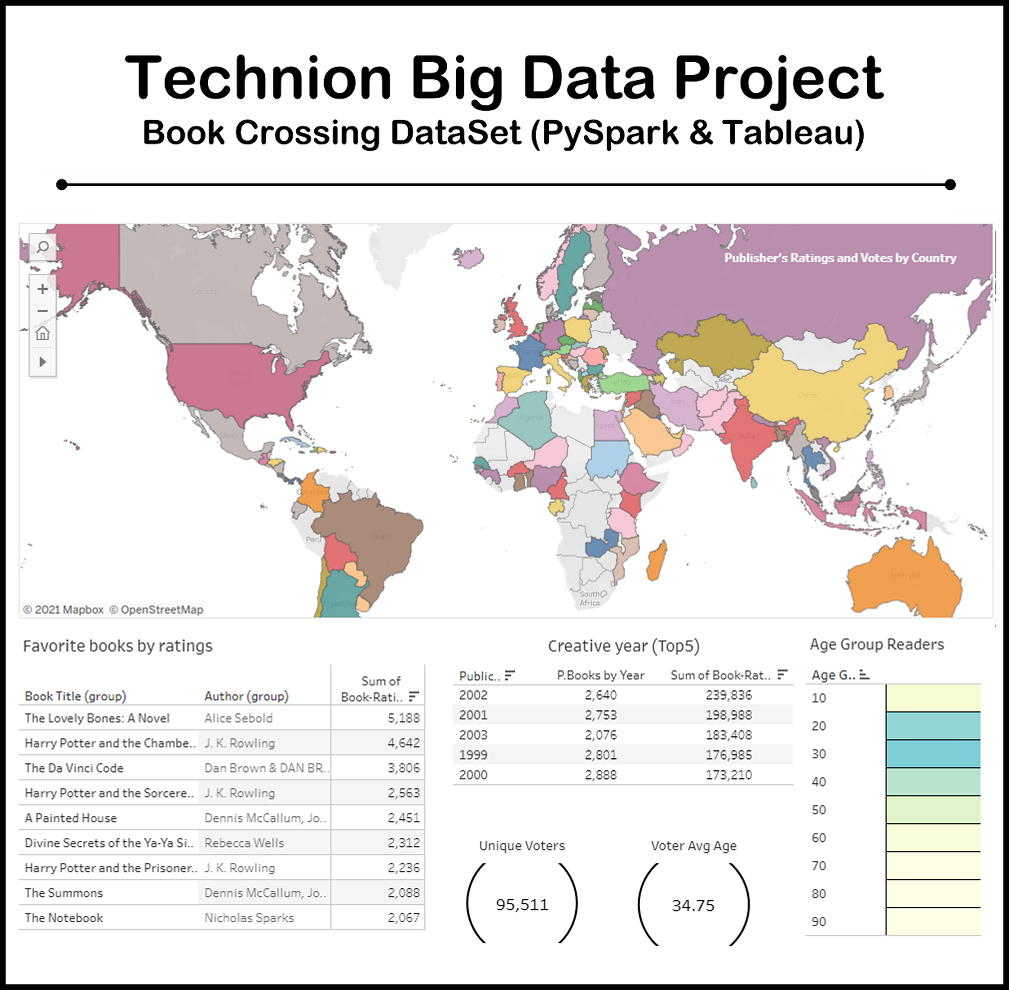 Technion Big Data Project
Book Crossing DataSet (PySpark & Tableau)
Publisher's Ratings and Votes by Country
Canada
Mexico
Colombia
Peru
Brazil
Argentina
Algeria
Egypt
Turkey
Iran
India
China
Australia
South
Africa
© 2021 Mapbox © OpenStreetMap
Favorite books by ratings
Book Title (group) Author (group) Sum of
Book-Rati..
The Lovely Bones: A Novel Alice Sebold 5,188
Harry Potter and the Chambe.. J. K. Rowling 4,642
The Da Vinci Code Dan Brown & DAN BR.. 3,806
Harry Potter and the Sorcere.. J. K. Rowling 2,563
A Painted House Dennis McCallum, Jo.. 2,451
Divine Secrets of the Ya-Ya Si.. Rebecca Wells 2,312
Harry Potter and the Prisoner.. J. K. Rowling 2,236
The Summons Dennis McCallum, Jo.. 2,088
The Notebook Nicholas Sparks 2,067
Creative year (Top5)
Public.. P.Books by Year Sum of Book-Rat..
2002 2,640 239,836
2001 2,753 198,988
2003 2,076 183,408
1999 2,801 176,985
2000 2,888 173,210
Unique Voters
95,511
Voter Avg Age
34.75
Age Group Readers
Age G..
10
20
30
40
50
60
70
80
90